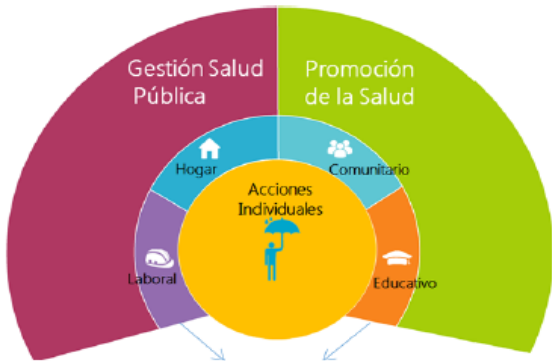 Gestión Salud
Pública
Promoción
de la Salud
Hogar
Comunitario
Acciones
Individuales
Laboral
Educativo